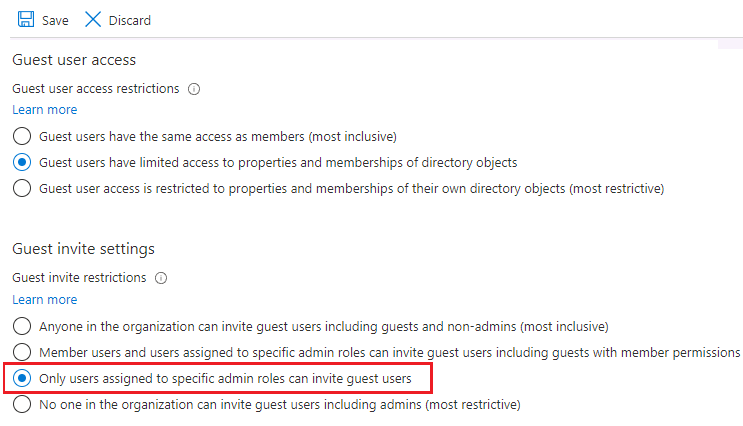 Save Discard
Guest user access
Guest user access restrictions
Learn more
Guest users have the same access as members (most inclusive)
Guest users have limited access to properties and memberships of directory objects
Guest user access is restricted to properties and memberships of their own directory objects (most restrictive)
Guest invite settings
Guest invite restrictions
Learn more
Anyone in the organization can invite guest users including guests and non-admins (most inclusive)
Member users and users assigned to specific admin roles can invite guest users including guests with member permissions
Only users assigned to specific admin roles can invite guest users
No one in the organization can invite guest users including admins (most restrictive)